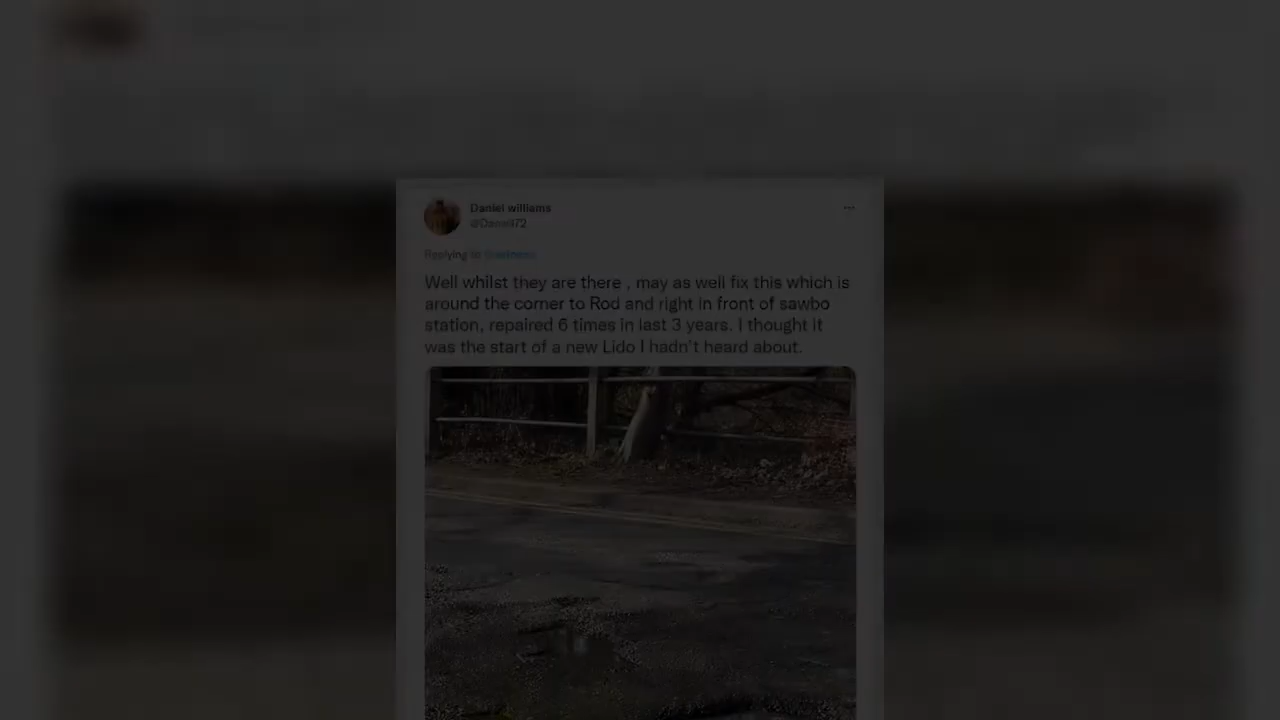 Daniel williams
Replying to
Well whilst they are there , may as well fix this which is
around the corner to Rod and right in front of sawbo
station, repaired 6 times in last 3 years. I thought it
was the start of a new Lido I hadn't heard about.